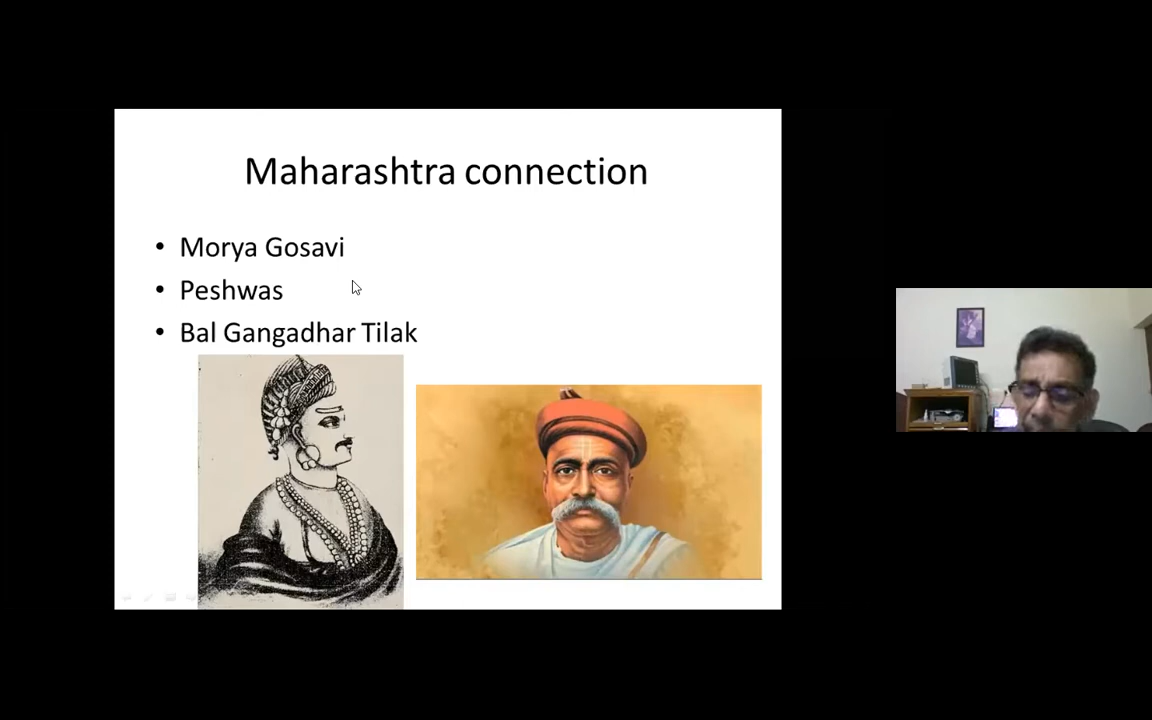 Maharashtra connection
• Morya Gosavi
• Peshwas
• Bal Gangadhar Tilak